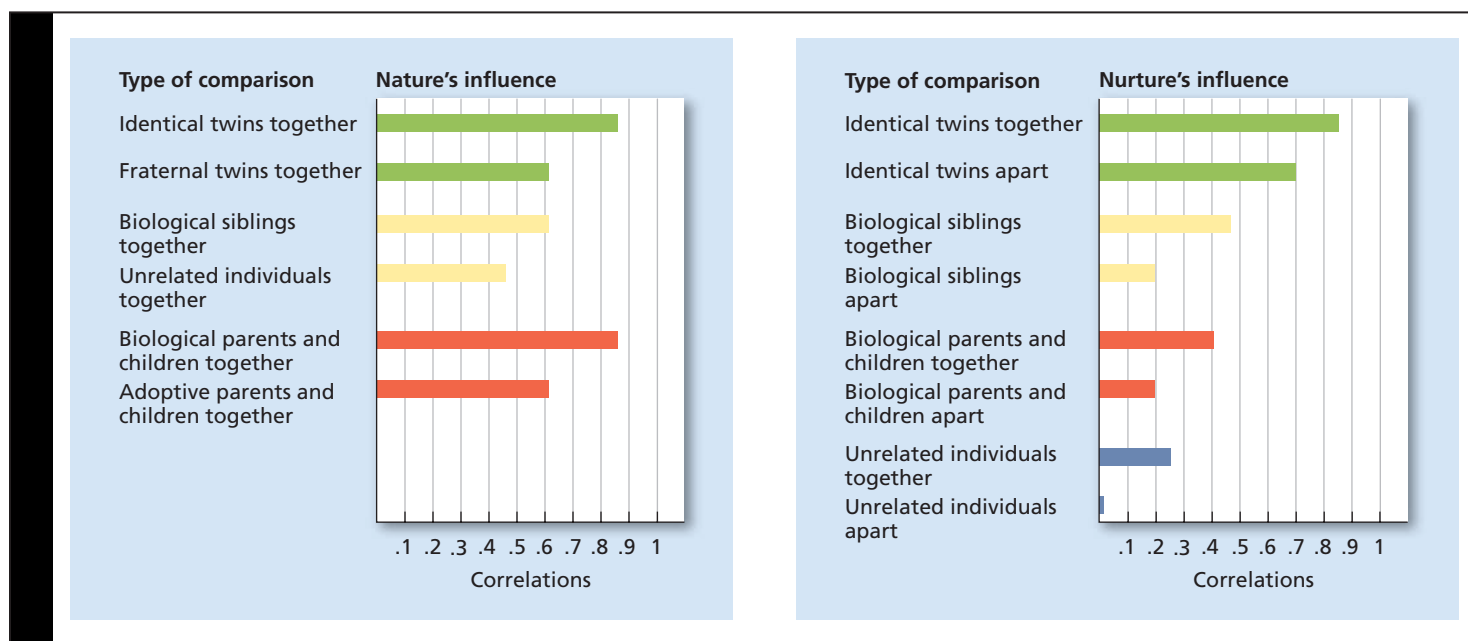 Type of comparison
Nature's influence
Identical twins together
Fraternal twins together
Biological siblings
together
Unrelated individuals
together
Biological parents and
children together
Adoptive parents and
children together
.1 .2 .3 .4 .5 .6 .7 .8 .9 1
Correlations
Type of comparison
Nurture's influence
Identical twins together
Identical twins apart
Biological siblings
together
Biological siblings
apart
Biological parents and
children together
Biological parents and
children apart
Unrelated individuals
together
Unrelated individuals
apart
.1 .2 .3 .4 .5 .6 .7 .8 .9 1
Correlations